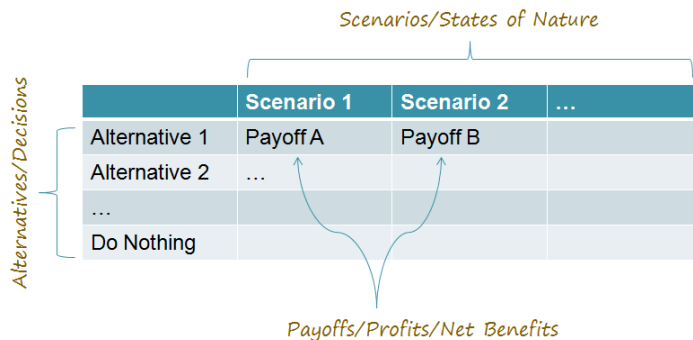 Scenarios/States of Nature
Alternatives/Decisions
Scenario 1 Scenario 2 ...
Alternative 1 Payoff A Payoff B
Alternative 2 ...
...
Do Nothing
Payoffs/Profits/Net Benefits